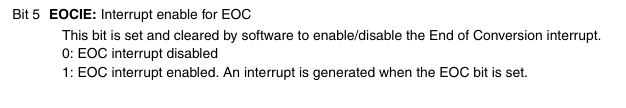 Bit 5 EOCIE: Interrupt enable for EOC
This bit is set and cleared by software to enable/disable the End of Conversion interrupt.
0: EOC interrupt disabled
1: EOC interrupt enabled. An interrupt is generated when the EOC bit is set.